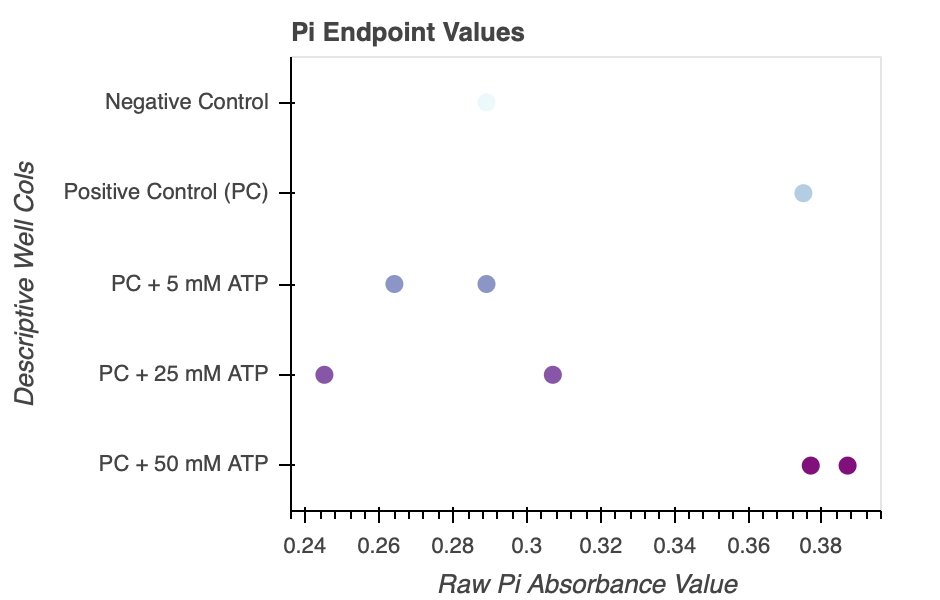 Pi Endpoint Values
Descriptive Well Cols
Negative Control
Positive Control (PC)
PC + 5 mM ATP
PC + 25 mM ATP
PC + 50 mM ATP
0.24 0.26 0.28 0.3 0.32 0.34 0.36 0.38
Raw Pi Absorbance Value